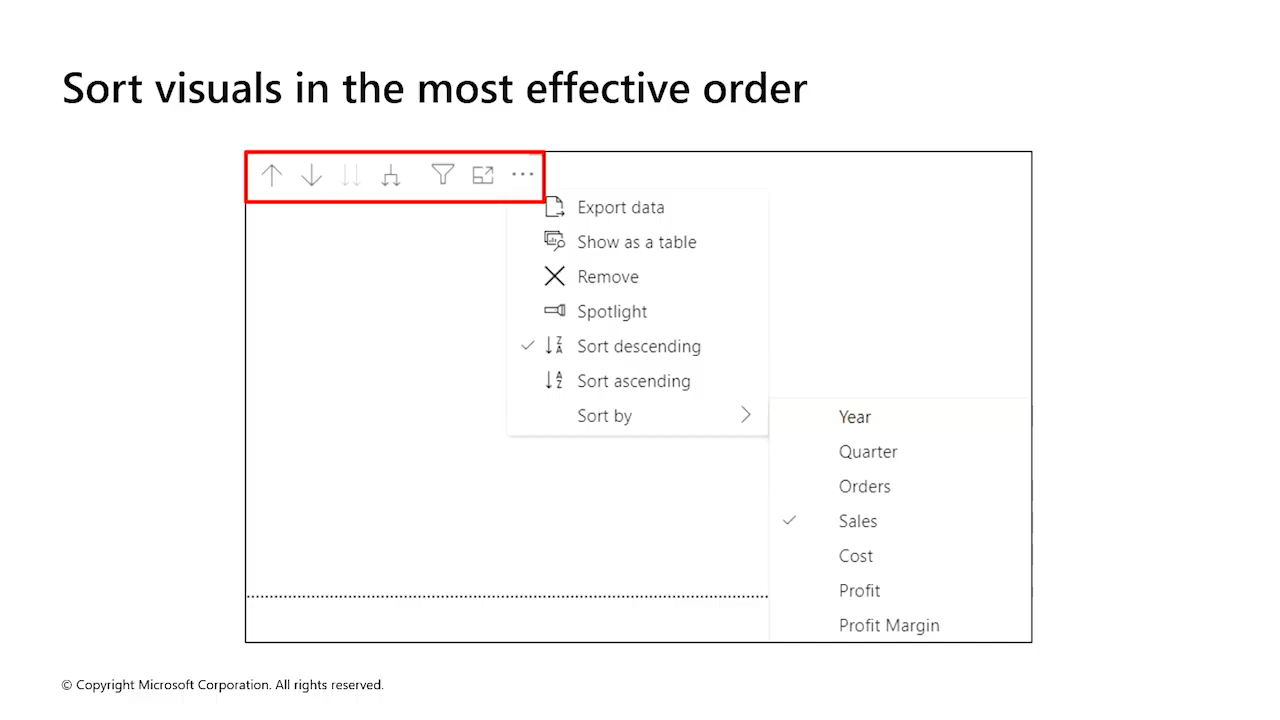 Sort visuals in the most effective order
Export data
Show as a table
Remove
Spotlight
Sort descending
Sort ascending
Sort by
Year
Quarter
Orders
Sales
Cost
Profit
Profit Margin
© Copyright Microsoft Corporation. All rights reserved.